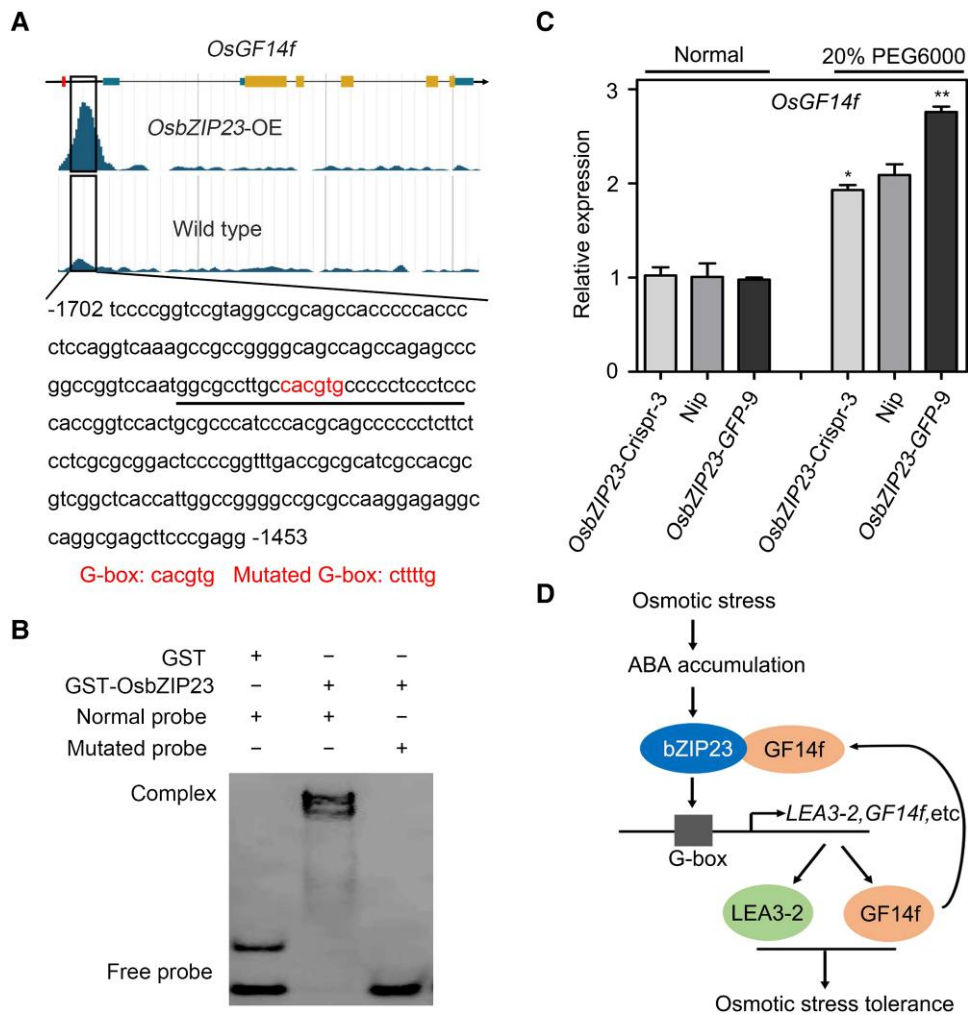 A
OsGF14f
OsbZIP23-OE
Wild type
-1702 tccccggtccgtaggccgcagccacccccaccc
ctccaggtcaaagccgccggggcagccagccagagccc
ggccggtccaatggcgccttgccacgtgcccccctccctccc
caccggtccactgcgcccatcccacgcagcccccctcttct
cctcgcgcggactccccggtttgaccgcgcatcgccacgc
gtcggctcaccattggccggggccgcgccaaggagaggc
caggcgagcttcccgagg -1453
G-box: cacgtg Mutated G-box: cttttg
B
GST + – –
GST-OsbZIP23 – + +
Normal probe + + –
Mutated probe – – +
Complex
Free probe
C
Normal
20% PEG6000
OsGF14f
Relative expression
3
2
1
0
*
**
OsbZIP23-Crispr-3
Nip
OsbZIP23-GFP-9
OsbZIP23-Crispr-3
Nip
OsbZIP23-GFP-9
D
Osmotic stress
ABA accumulation
bZIP23 GF14f
LEA3-2,GF14f,etc
G-box
LEA3-2 GF14f
Osmotic stress tolerance